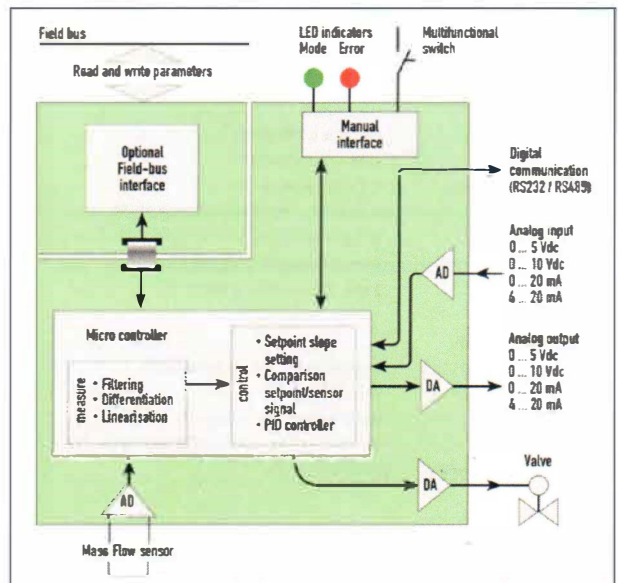 Field bus
Read and write parameters
LED indicators
Mode Error
Multifunctional
switch
Optional
Field-bus
interface
Manual
interface
Digital
communication
(RS232 / RS485)
Analog input
0 ... 5 Vdc
0 ... 10 Vdc
0 ... 20 mA
4 ... 20 mA
AD
Micro controller
measure
• Filtering
• Differentiation
• Linearisation
control
• Setpoint slope
setting
• Comparison
setpoint/sensor
signal
• PID controller
Analog output
0 ... 5 Vdc
0 ... 10 Vdc
0 ... 20 mA
4 ... 20 mA
DA
Valve
DA
AD
Mass Flow sensor